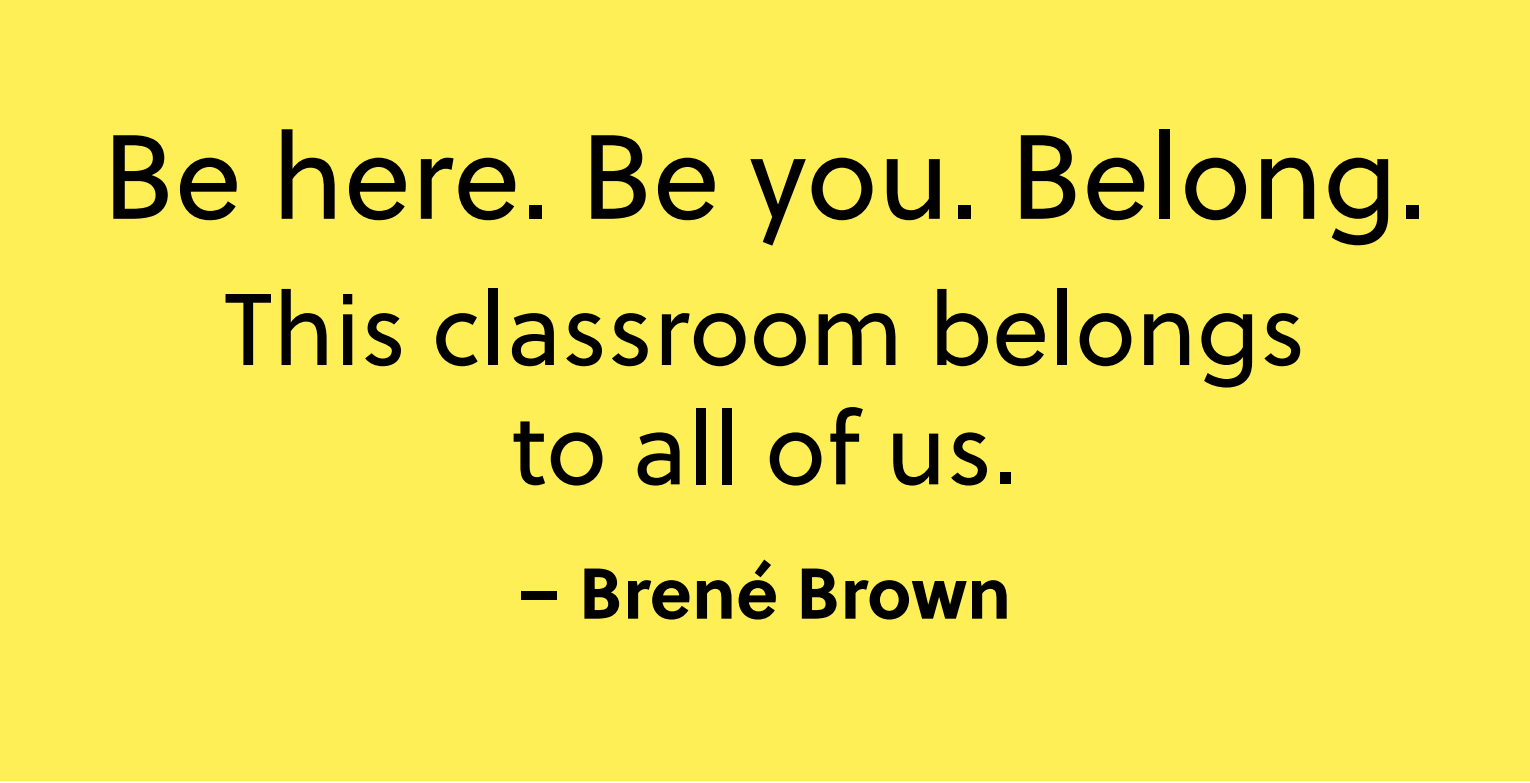 Be here. Be you. Belong.
This classroom belongs
to all of us.
– Brené Brown